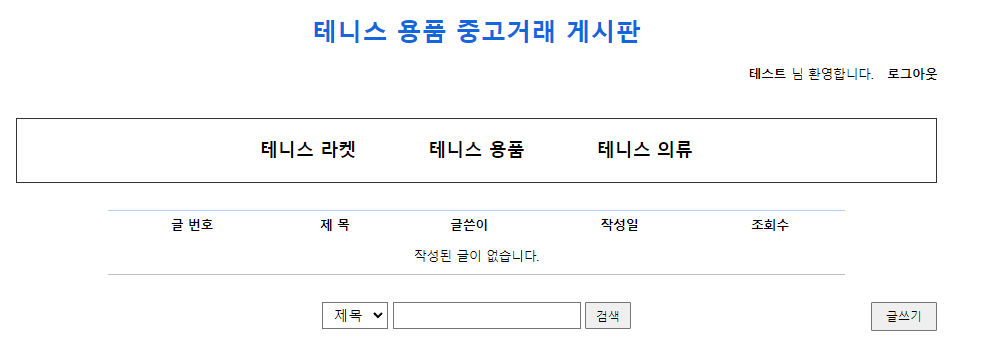 테니스 용품 중고거래 게시판
테스트 님 환영합니다. 로그아웃
테니스 라켓 테니스 용품 테니스 의류
글 번호 제 목 글쓴이 작성일 조회수
작성된 글이 없습니다.
제목 검색 글쓰기